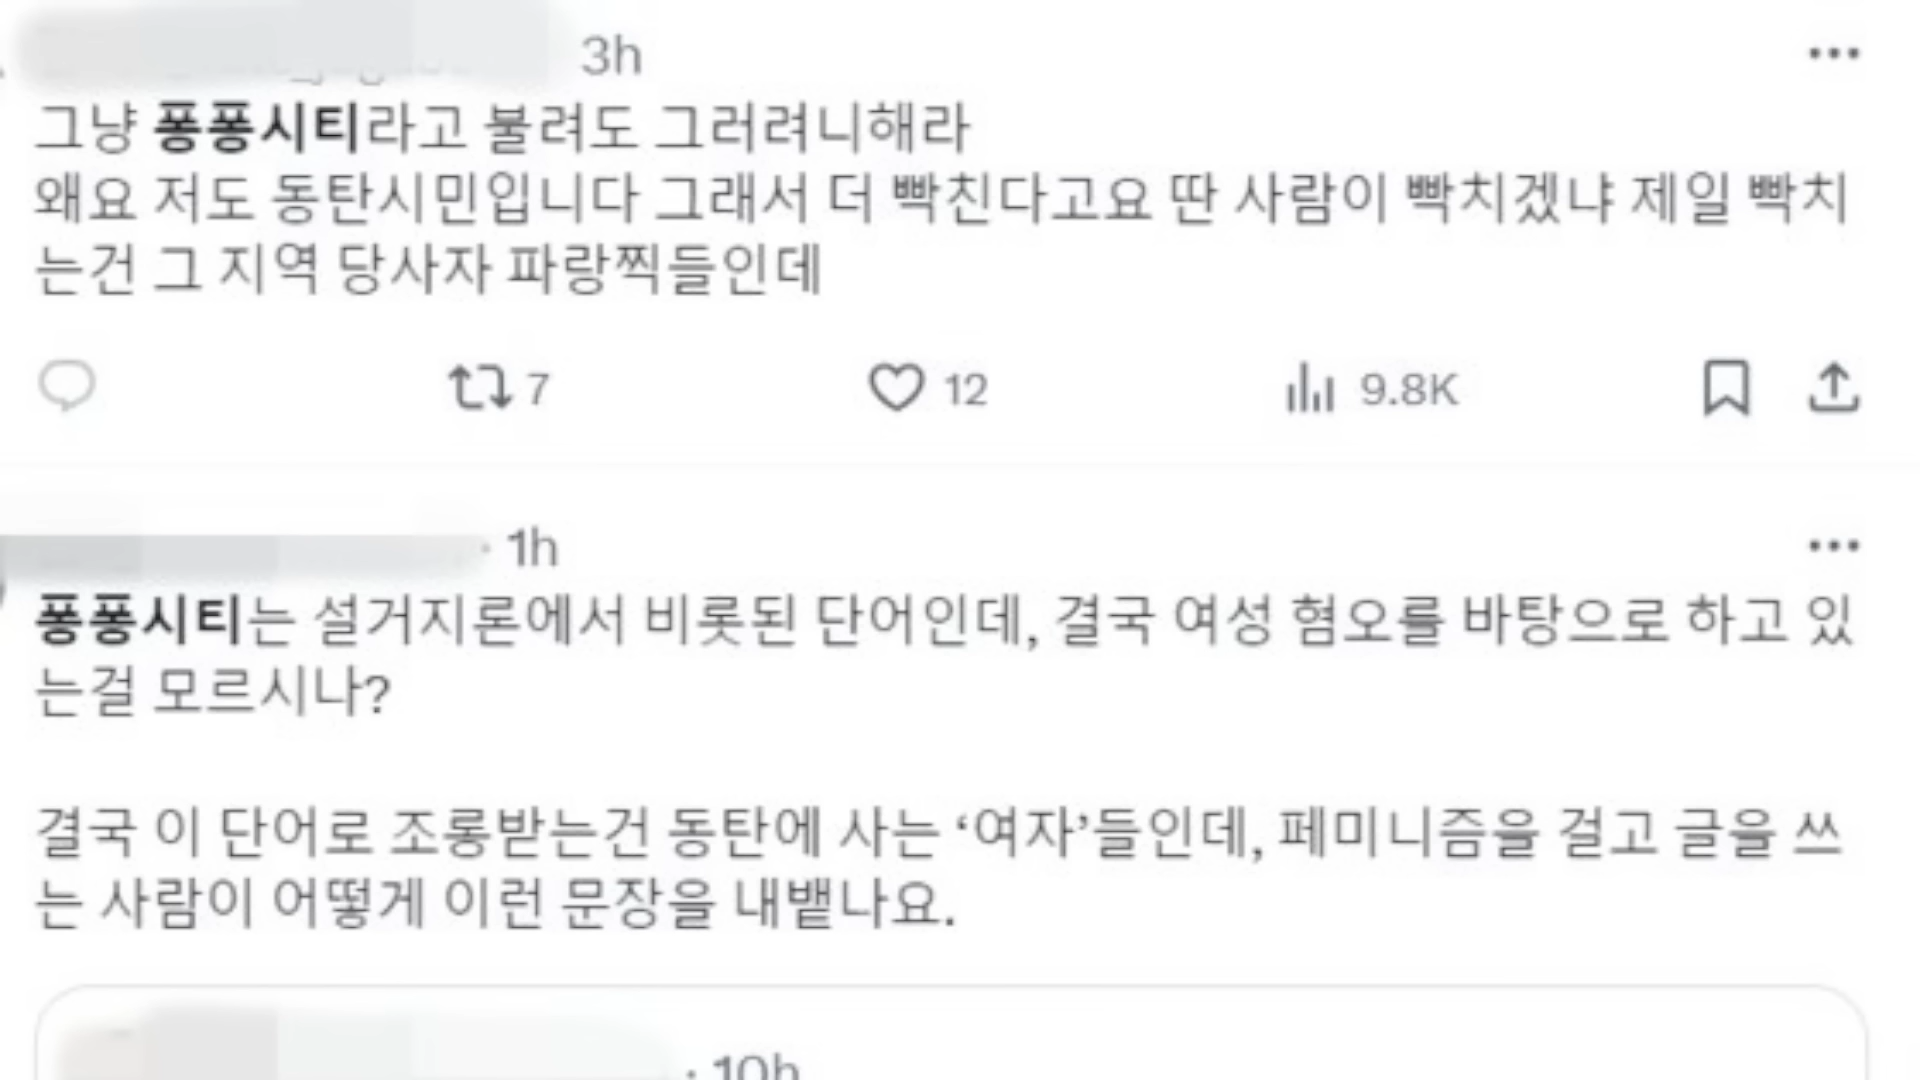 3h
그냥 퐁퐁시티라고 불려도 그러려니해라
왜요 저도 동탄시민입니다 그래서 더 빡친다고요 딴 사람이 빡치겠냐 제일 빡치
는건 그 지역 당사자 파랑찍들인데
7 12 9.8K
· 1h
퐁퐁시티는 설거지론에서 비롯된 단어인데, 결국 여성 혐오를 바탕으로 하고 있
는걸 모르시나?
결국 이 단어로 조롱받는건 동탄에 사는 ‘여자’들인데, 페미니즘을 걸고 글을 쓰
는 사람이 어떻게 이런 문장을 내뱉나요.
· 10h